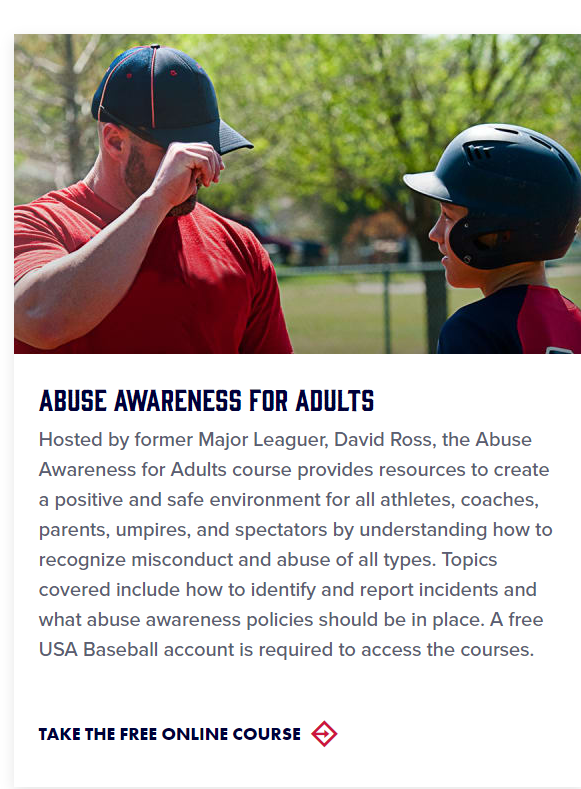 ABUSE AWARENESS FOR ADULTS
Hosted by former Major Leaguer, David Ross, the Abuse
Awareness for Adults course provides resources to create
a positive and safe environment for all athletes, coaches,
parents, umpires, and spectators by understanding how to
recognize misconduct and abuse of all types. Topics
covered include how to identify and report incidents and
what abuse awareness policies should be in place. A free
USA Baseball account is required to access the courses.
TAKE THE FREE ONLINE COURSE